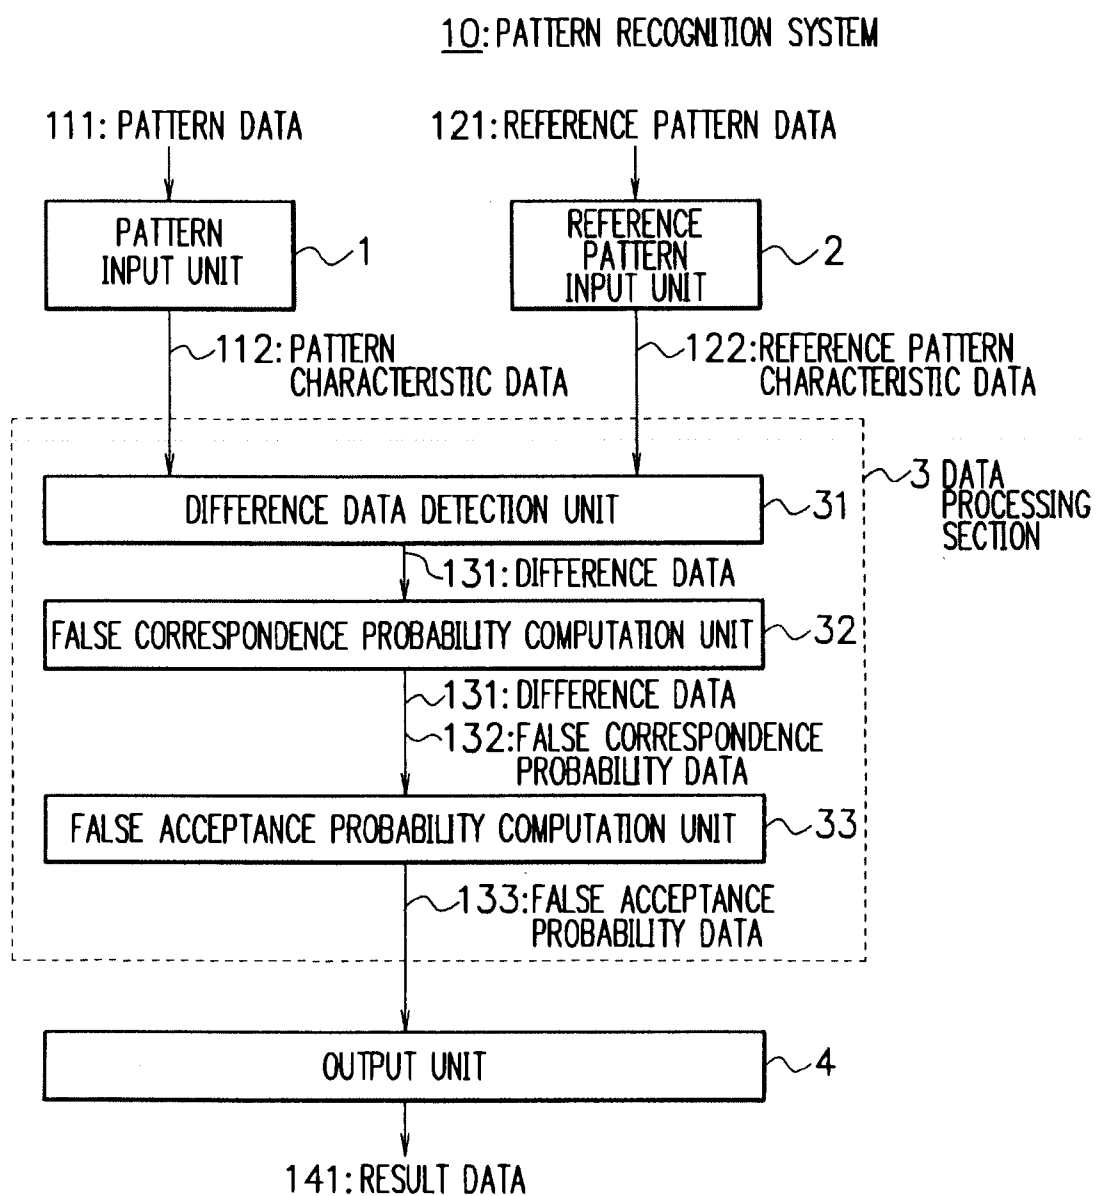 10: PATTERN RECOGNITION SYSTEM
111: PATTERN DATA
121: REFERENCE PATTERN DATA
PATTERN
INPUT UNIT
1
REFERENCE
PATTERN
INPUT UNIT
2
112: PATTERN
CHARACTERISTIC DATA
122: REFERENCE PATTERN
CHARACTERISTIC DATA
3 DATA
PROCESSING
SECTION
DIFFERENCE DATA DETECTION UNIT
31
131: DIFFERENCE DATA
FALSE CORRESPONDENCE PROBABILITY COMPUTATION UNIT
32
131: DIFFERENCE DATA
132: FALSE CORRESPONDENCE
PROBABILITY DATA
FALSE ACCEPTANCE PROBABILITY COMPUTATION UNIT
33
133: FALSE ACCEPTANCE
PROBABILITY DATA
OUTPUT UNIT
4
141: RESULT DATA